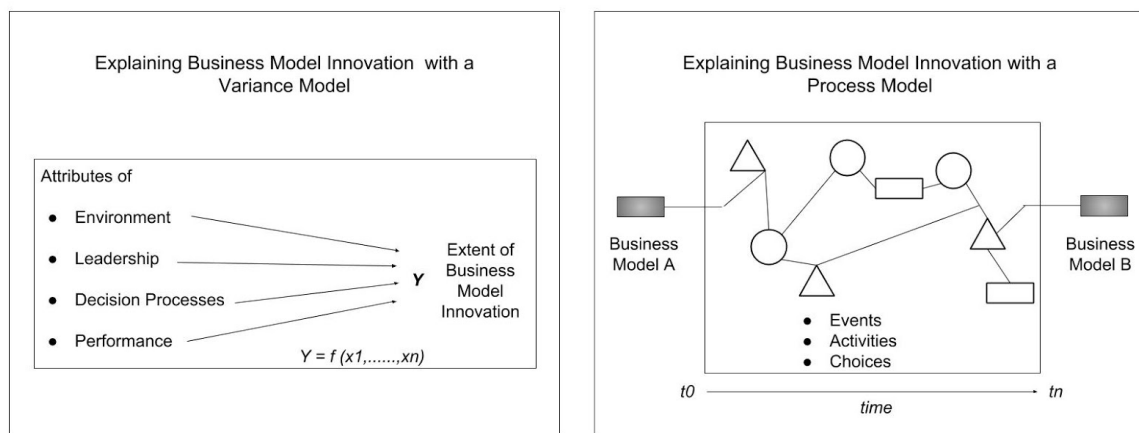 Explaining Business Model Innovation with a
Variance Model
Attributes of
● Environment
● Leadership
● Decision Processes
● Performance
Y
Extent of
Business
Model
Innovation
Y = f (x1,......,xn)
Explaining Business Model Innovation with a
Process Model
Business
Model A
Business
Model B
● Events
● Activities
● Choices
t0
tn
time